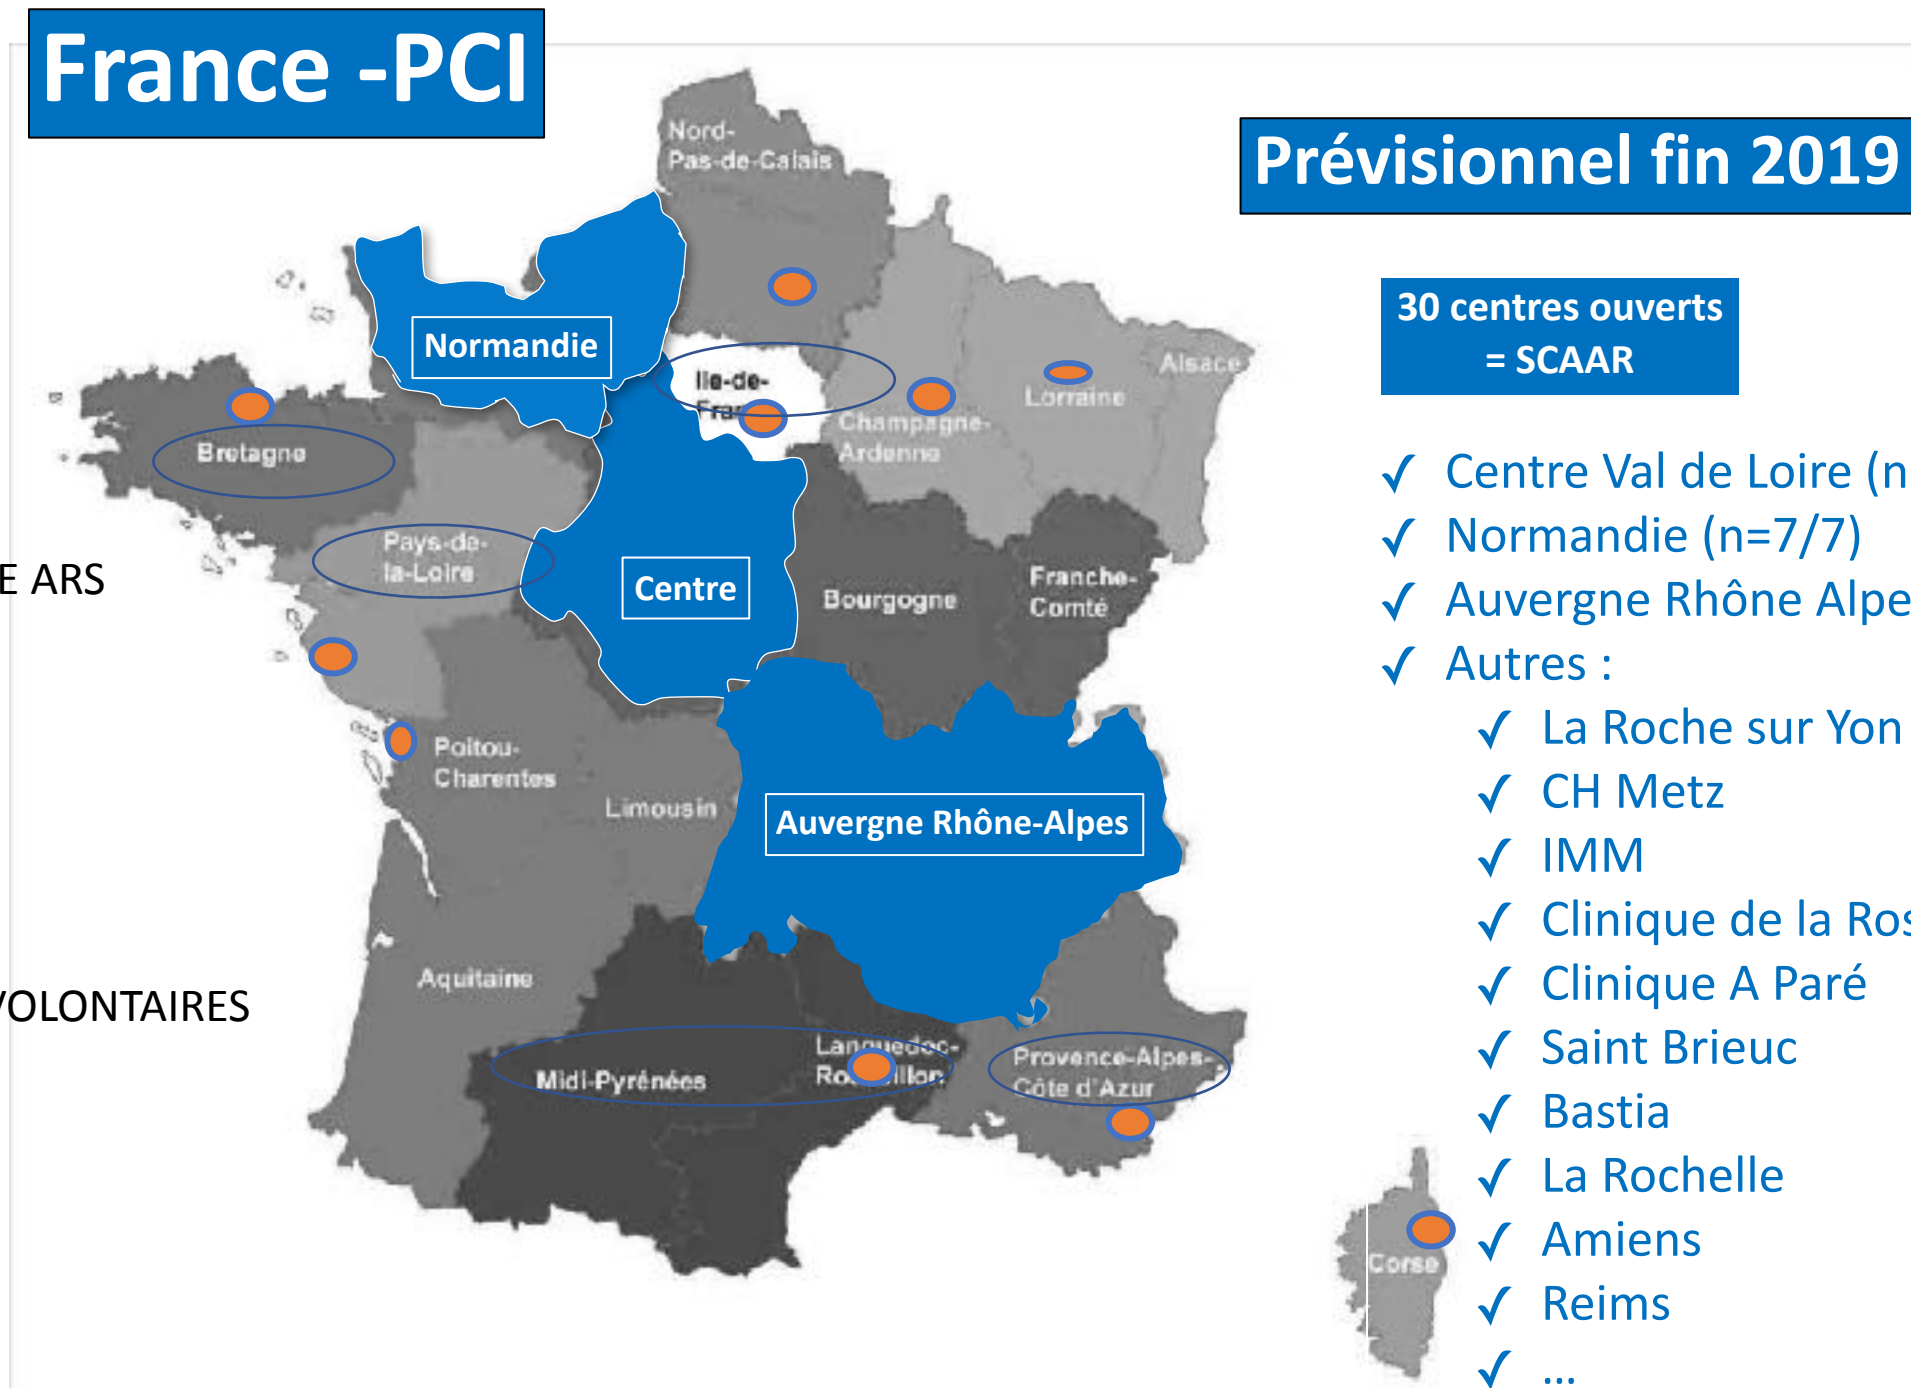 France -PCI
Prévisionnel fin 2019
Nord-
Pas-de-Calais
Normandie
Ile-de-
Champagne-
Ardenne
Lorraine
Alsace
Bretagne
Pays-de-
la-Loire
Centre
Bourgogne
Franche-
Comté
Poitou-
Charentes
Limousin
Auvergne Rhône-Alpes
Aquitaine
Midi-Pyrénées
Languedoc-
Provence-Alpes-
Côte d'Azur
Corse
E ARS
VOLONTAIRES
30 centres ouverts
= SCAAR
✓ Centre Val de Loire (n
✓ Normandie (n=7/7)
✓ Auvergne Rhône Alpe
✓ Autres :
✓ La Roche sur Yon
✓ CH Metz
✓ IMM
✓ Clinique de la Ros
✓ Clinique A Paré
✓ Saint Brieuc
✓ Bastia
✓ La Rochelle
✓ Amiens
✓ Reims
✓ ...